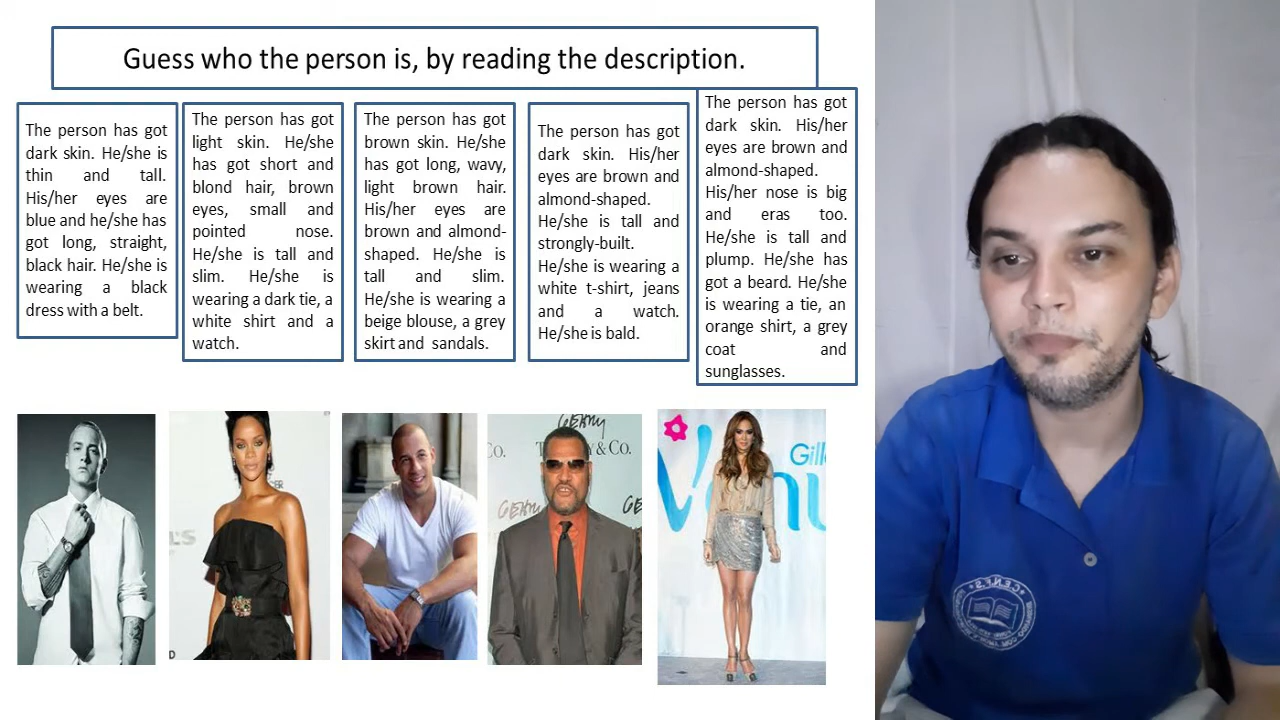 Guess who the person is, by reading the description.
The person has got
dark skin. He/she is
thin and tall.
His/her eyes are
blue and he/she has
got long, straight,
black hair. He/she is
wearing a black
dress with a belt.
The person has got
light skin. He/she
has got short and
blond hair, brown
eyes, small and
pointed nose.
He/she is tall and
slim. He/she is
wearing a dark tie, a
white shirt and a
watch.
The person has got
brown skin. He/she
has got long, wavy,
light brown hair.
His/her eyes are
brown and almond-
shaped. He/she is
tall and slim.
He/she is wearing a
beige blouse, a grey
skirt and sandals.
The person has got
dark skin. His/her
eyes are brown and
almond-shaped.
He/she is tall and
strongly-built.
He/she is wearing a
white t-shirt, jeans
and a watch.
He/she is bald.
The person has got
dark skin. His/her
eyes are brown and
almond-shaped.
His/her nose is big
and eras too.
He/she is tall and
plump. He/she has
got a beard. He/she
is wearing a tie, an
orange shirt, a grey
coat and
sunglasses.
Gill
Venu